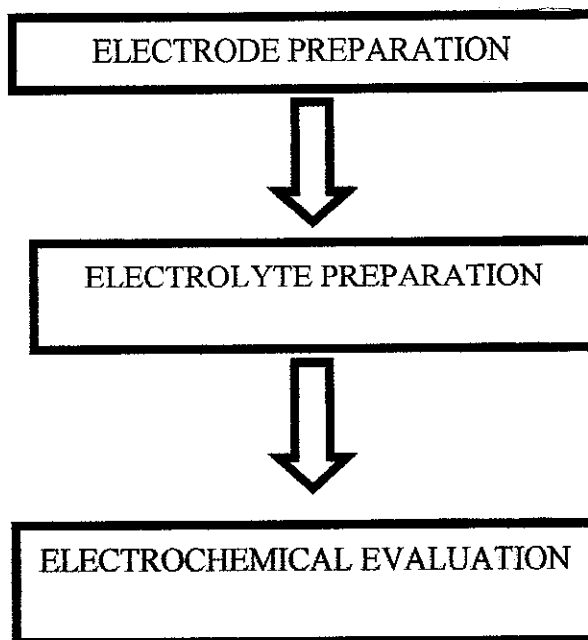 ELECTRODE PREPARATION
ELECTROLYTE PREPARATION
ELECTROCHEMICAL EVALUATION